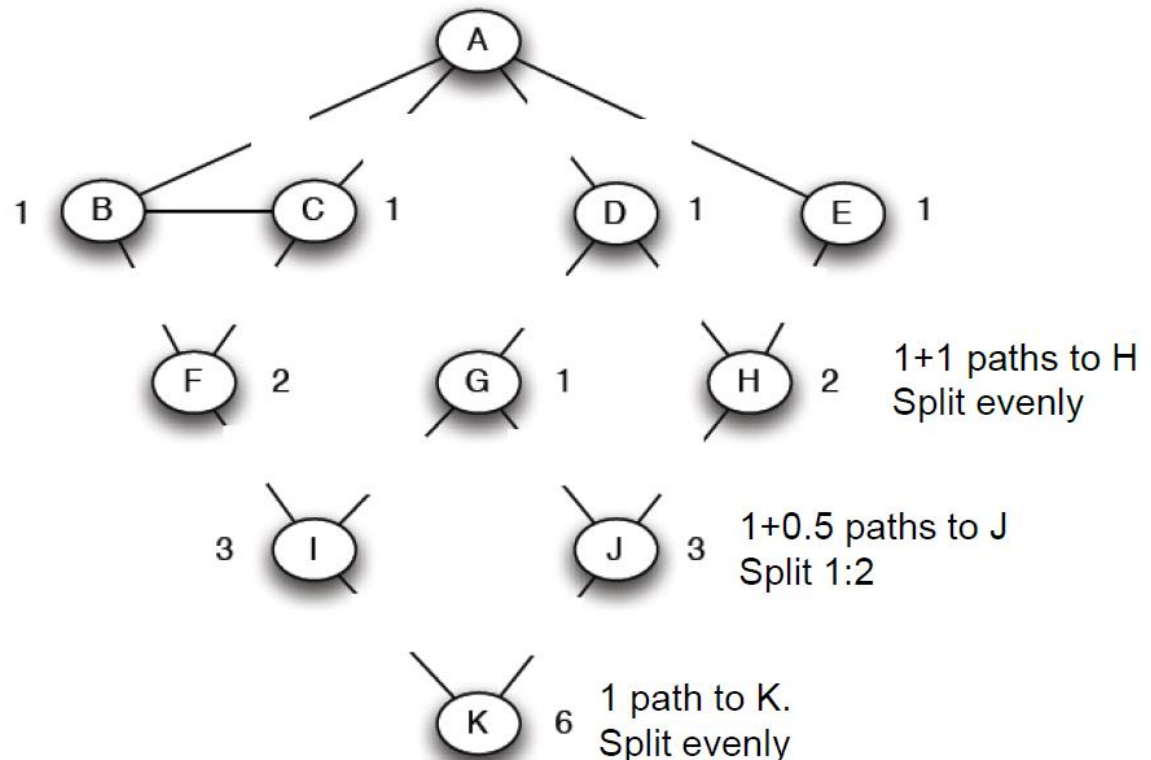 A
1 B C 1 D 1 E 1
F 2 G 1 H 2
1+1 paths to H
Split evenly
3 I J 3
1+0.5 paths to J
Split 1:2
K 6
1 path to K.
Split evenly